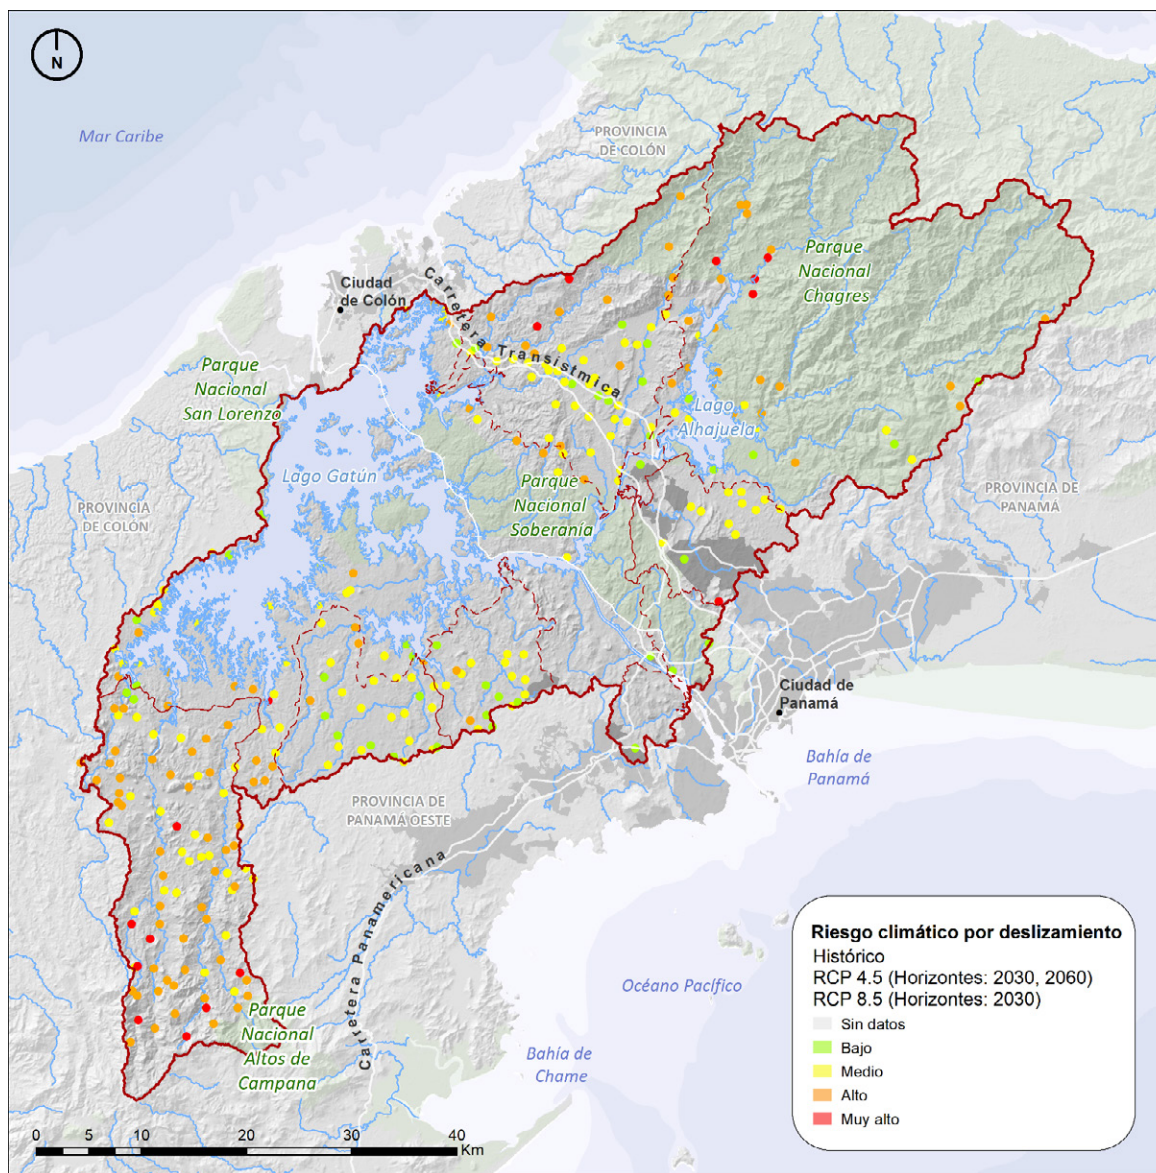 N
Mar Caribe
PROVINCIA
DE COLÓN
Parque
Nacional
Chagres
Ciudad
de Colón
Carretera Transístmica
Parque
Nacional
San Lorenzo
Lago
Alhajuela
Lago Gatún
Parque
Nacional
Soberanía
PROVINCIA
DE COLÓN
PROVINCIA DE
PANAMÁ
Ciudad de
Panamá
Bahía de
Panamá
PROVINCIA DE
PANAMÁ OESTE
Carretera Panamericana
Océano Pacífico
Parque
Nacional
Altos de
Campana
Bahía de
Chame
Riesgo climático por deslizamiento
Histórico
RCP 4.5 (Horizontes: 2030, 2060)
RCP 8.5 (Horizontes: 2030)
Sin datos
Bajo
Medio
Alto
Muy alto
0 5 10 20 30 40
Km